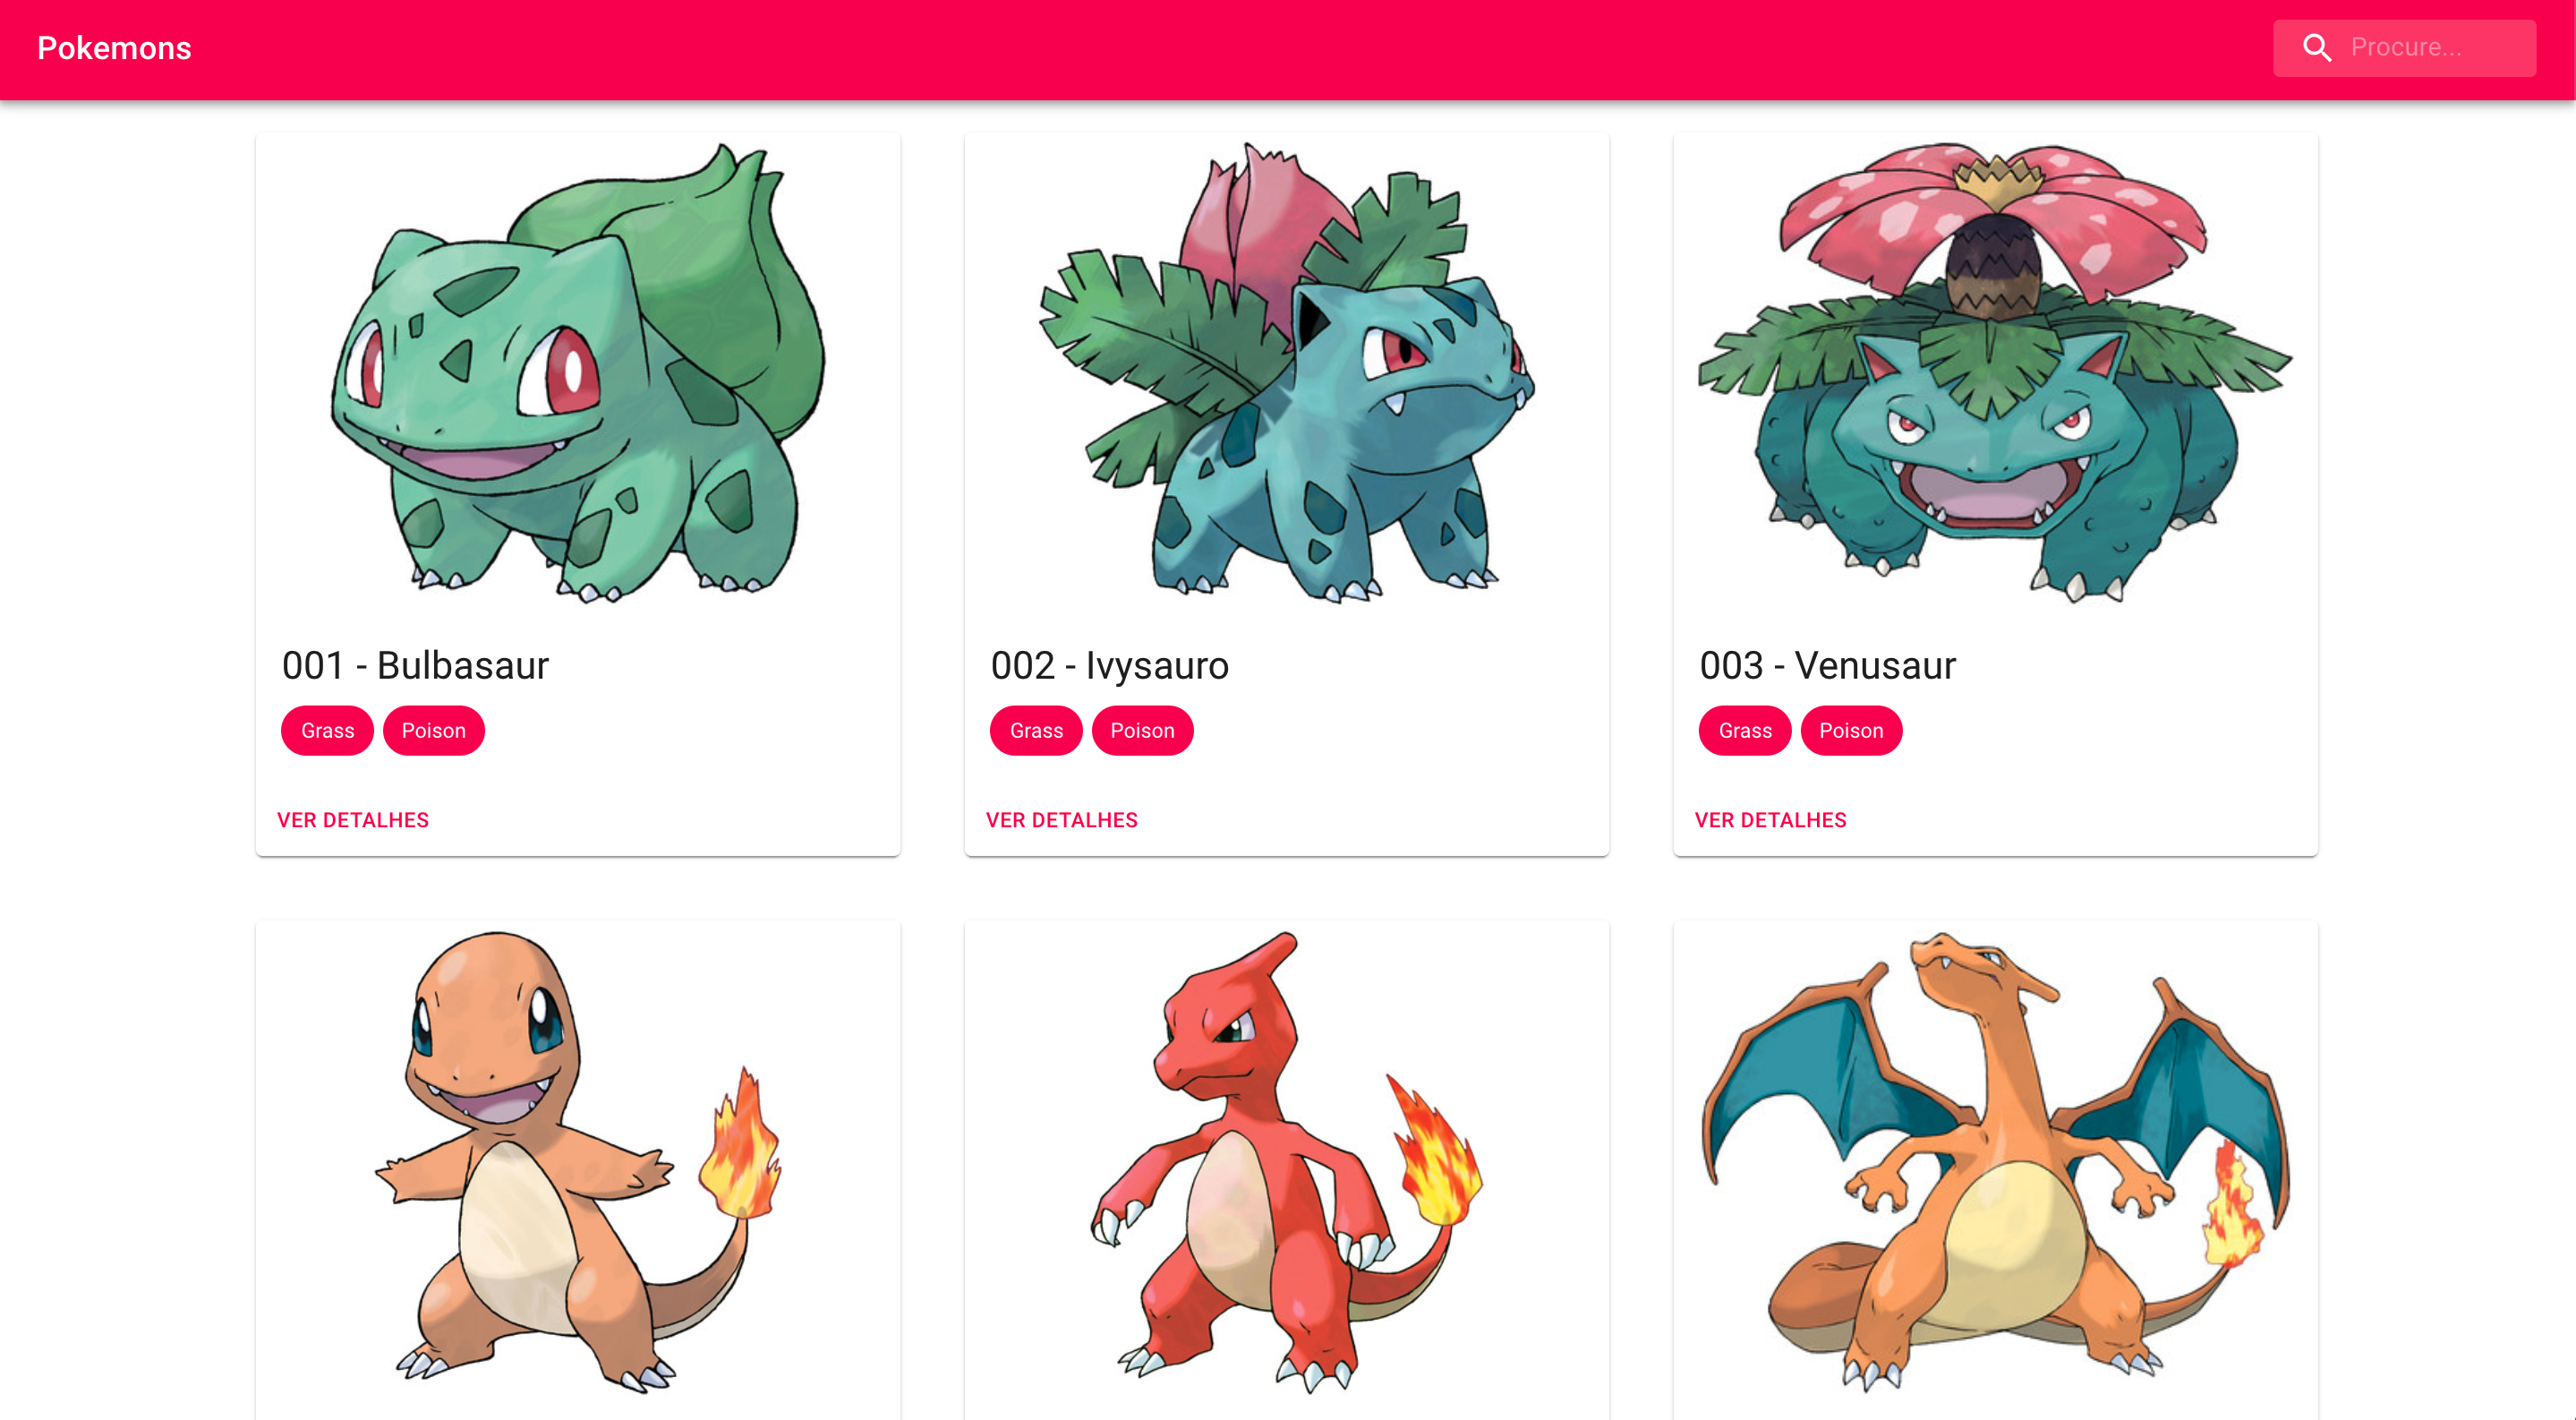 Pokemons
Procure...
001 - Bulbasaur
Grass Poison
VER DETALHES
002 - Ivysauro
Grass Poison
VER DETALHES
003 - Venusaur
Grass Poison
VER DETALHES